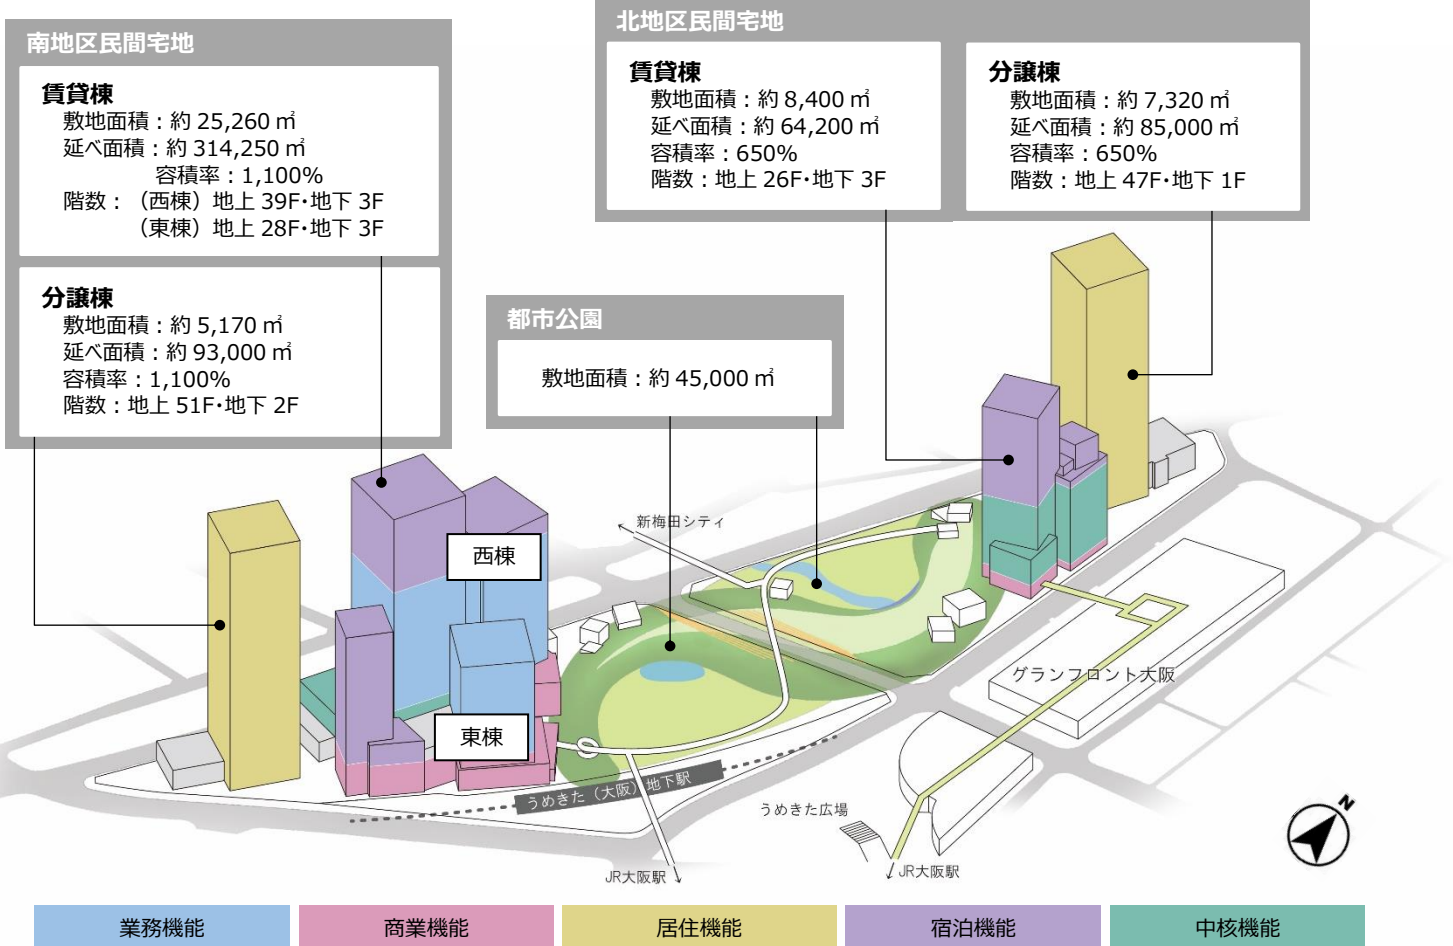 南地区民間宅地
賃貸棟
敷地面積：約 25,260 ㎡
延べ面積：約 314,250 ㎡
容積率：1,100%
階数：（西棟）地上 39F･地下 3F
（東棟）地上 28F･地下 3F
分譲棟
敷地面積：約 5,170 ㎡
延べ面積：約 93,000 ㎡
容積率：1,100%
階数：地上 51F･地下 2F
北地区民間宅地
賃貸棟
敷地面積：約 8,400 ㎡
延べ面積：約 64,200 ㎡
容積率：650%
階数：地上 26F･地下 3F
分譲棟
敷地面積：約 7,320 ㎡
延べ面積：約 85,000 ㎡
容積率：650%
階数：地上 47F･地下 1F
都市公園
敷地面積：約 45,000 ㎡
新梅田シティ
西棟
東棟
グランフロント大阪
うめきた（大阪）地下駅
うめきた広場
JR大阪駅
JR大阪駅
N
業務機能
商業機能
居住機能
宿泊機能
中核機能